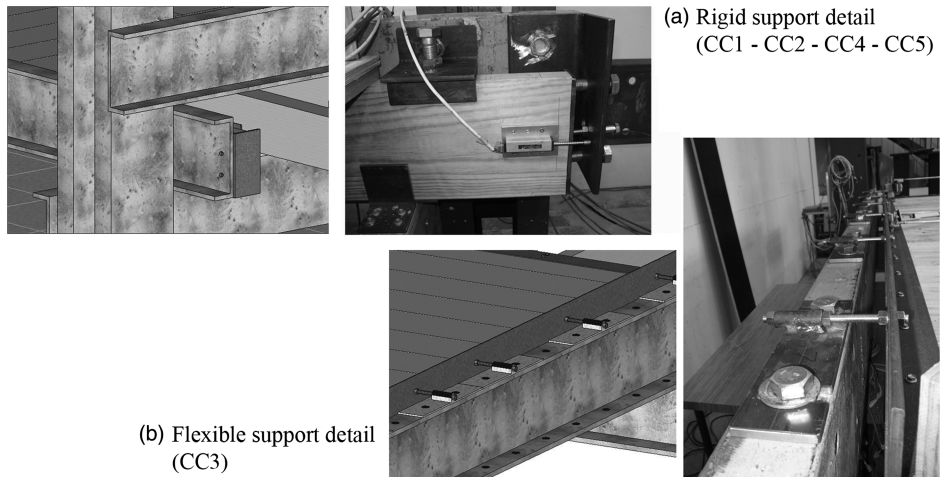 (a) Rigid support detail
(CC1 - CC2 - CC4 - CC5)
(b) Flexible support detail
(CC3)